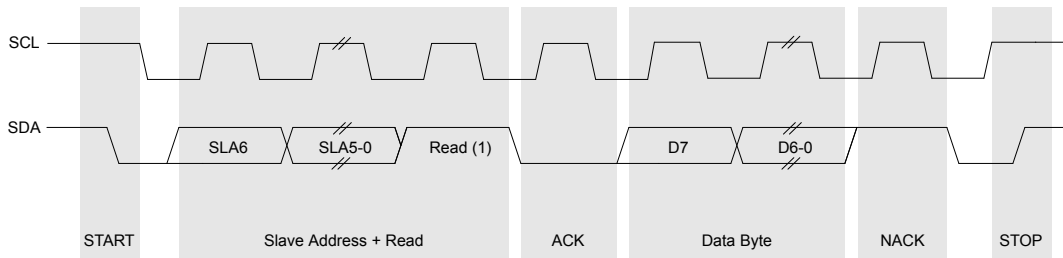 SCL
SDA
SLA6 SLA5-0 Read (1) D7 D6-0
START Slave Address + Read ACK Data Byte NACK STOP